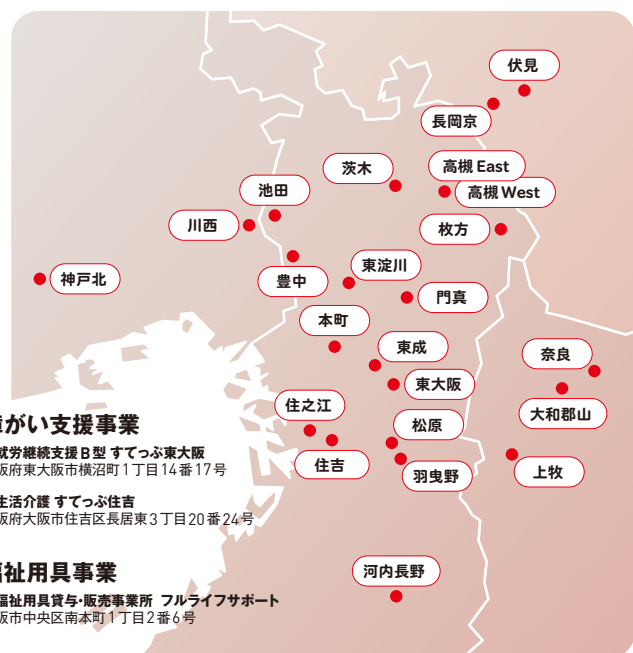 伏見
長岡京
茨木
高槻 East
高槻 West
池田
川西
枚方
東淀川
豊中
神戸北
門真
本町
東成
奈良
東大阪
住之江
大和郡山
松原
住吉
羽曳野
上牧
河内長野
がい支援事業
就労継続支援B型 すてっぷ東大阪
阪府東大阪市横沼町1丁目14番17号
生活介護 すてっぷ住吉
阪府大阪市住吉区長居東3丁目20番24号
祉用具事業
福祉用具貸与・販売事業所 フルライフサポート
阪市中央区南本町1丁目2番6号